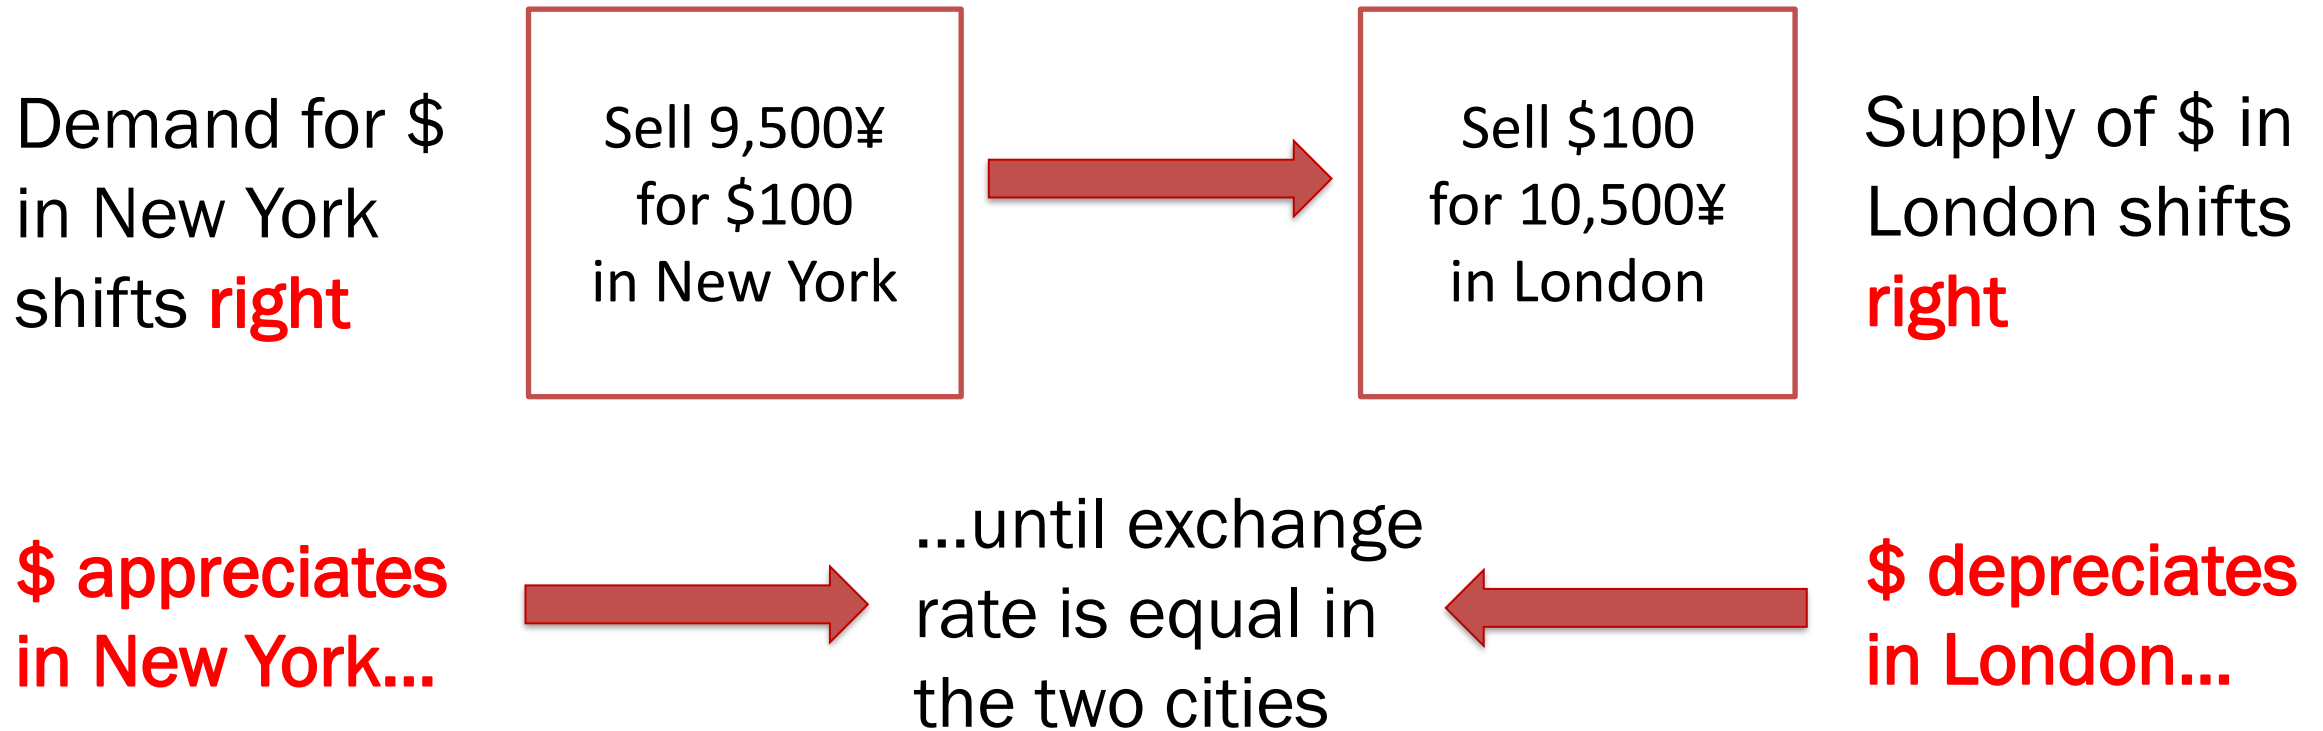 Demand for $
in New York
shifts right
Sell 9,500¥
for $100
in New York
Sell $100
for 10,500¥
in London
Supply of $ in
London shifts
right
$ appreciates
in New York...
...until exchange
rate is equal in
the two cities
$ depreciates
in London...